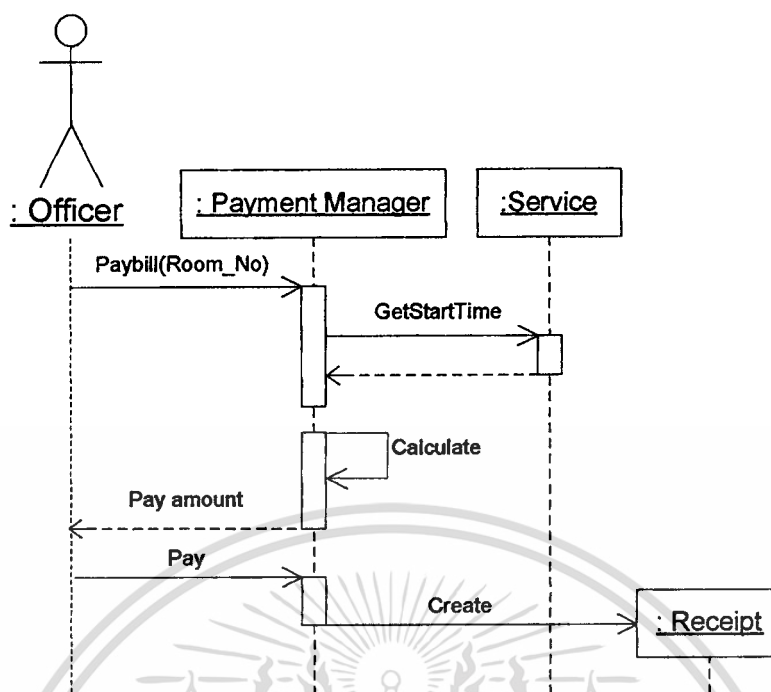 : Officer
: Payment Manager
:Service
Paybill(Room_No)
GetStartTime
Calculate
Pay amount
Pay
Create
: Receipt